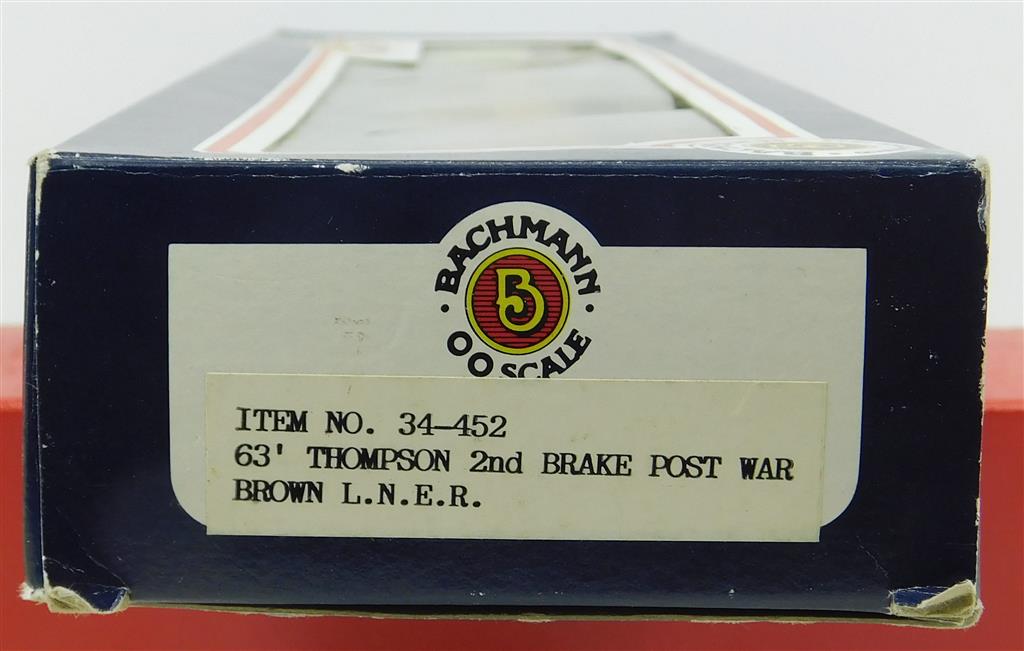 BACHMANN
B
OO SCALE
ITEM NO. 34-452
63' THOMPSON 2nd BRAKE POST WAR
BROWN L.N.E.R.